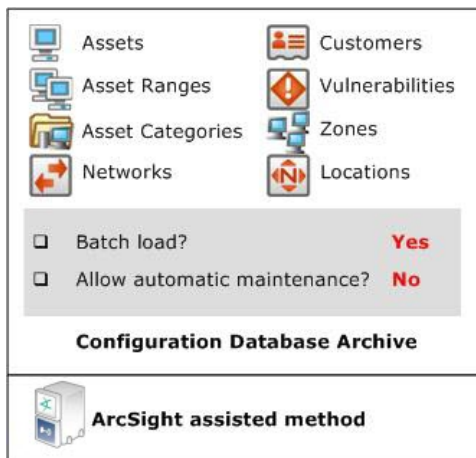 Assets
Customers
Asset Ranges
Vulnerabilities
Asset Categories
Zones
Networks
N
Locations
Batch load? Yes
Allow automatic maintenance? No
Configuration Database Archive
ArcSight assisted method